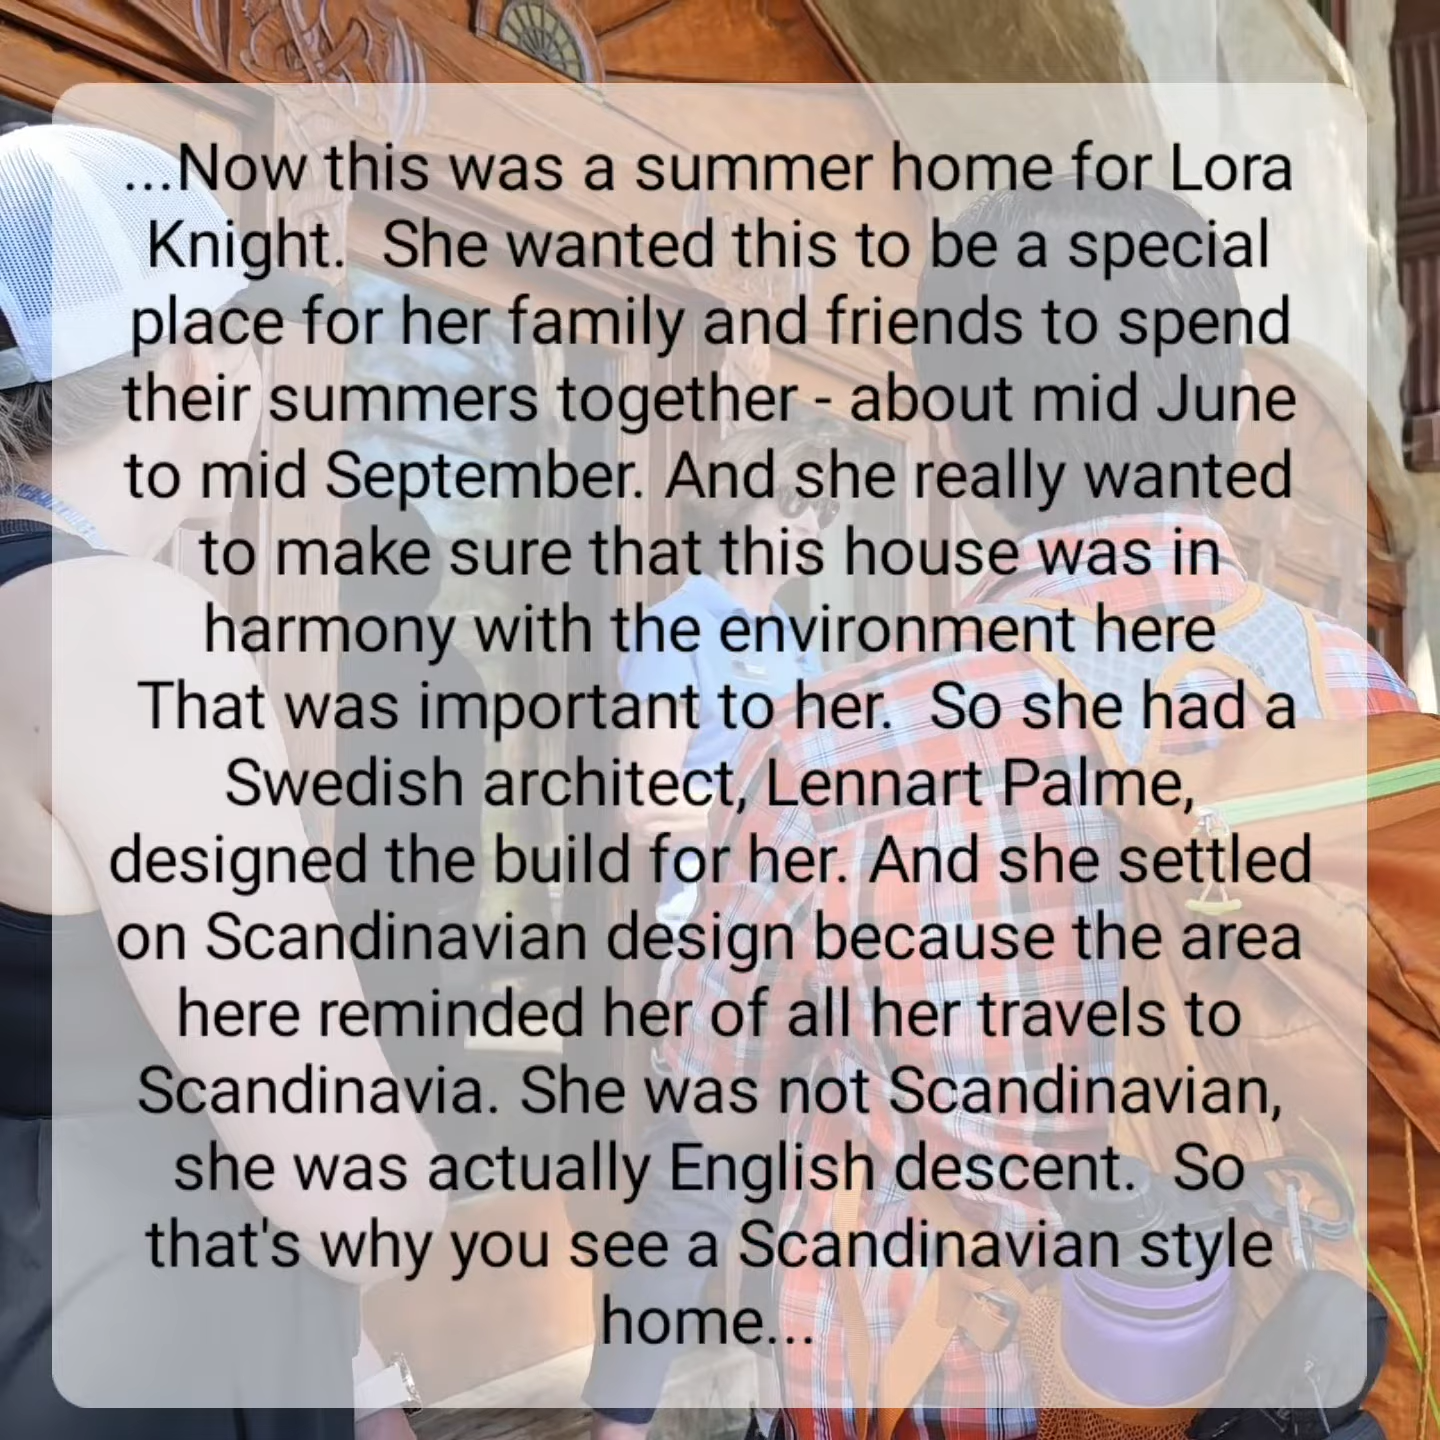 ...Now this was a summer home for Lora
Knight.  She wanted this to be a special
place for her family and friends to spend
their summers together - about mid June
to mid September. And she really wanted
to make sure that this house was in
harmony with the environment here
That was important to her.  So she had a
Swedish architect, Lennart Palme,
designed the build for her. And she settled
on Scandinavian design because the area
here reminded her of all her travels to
Scandinavia. She was not Scandinavian,
she was actually English descent.  So
that's why you see a Scandinavian style
home...